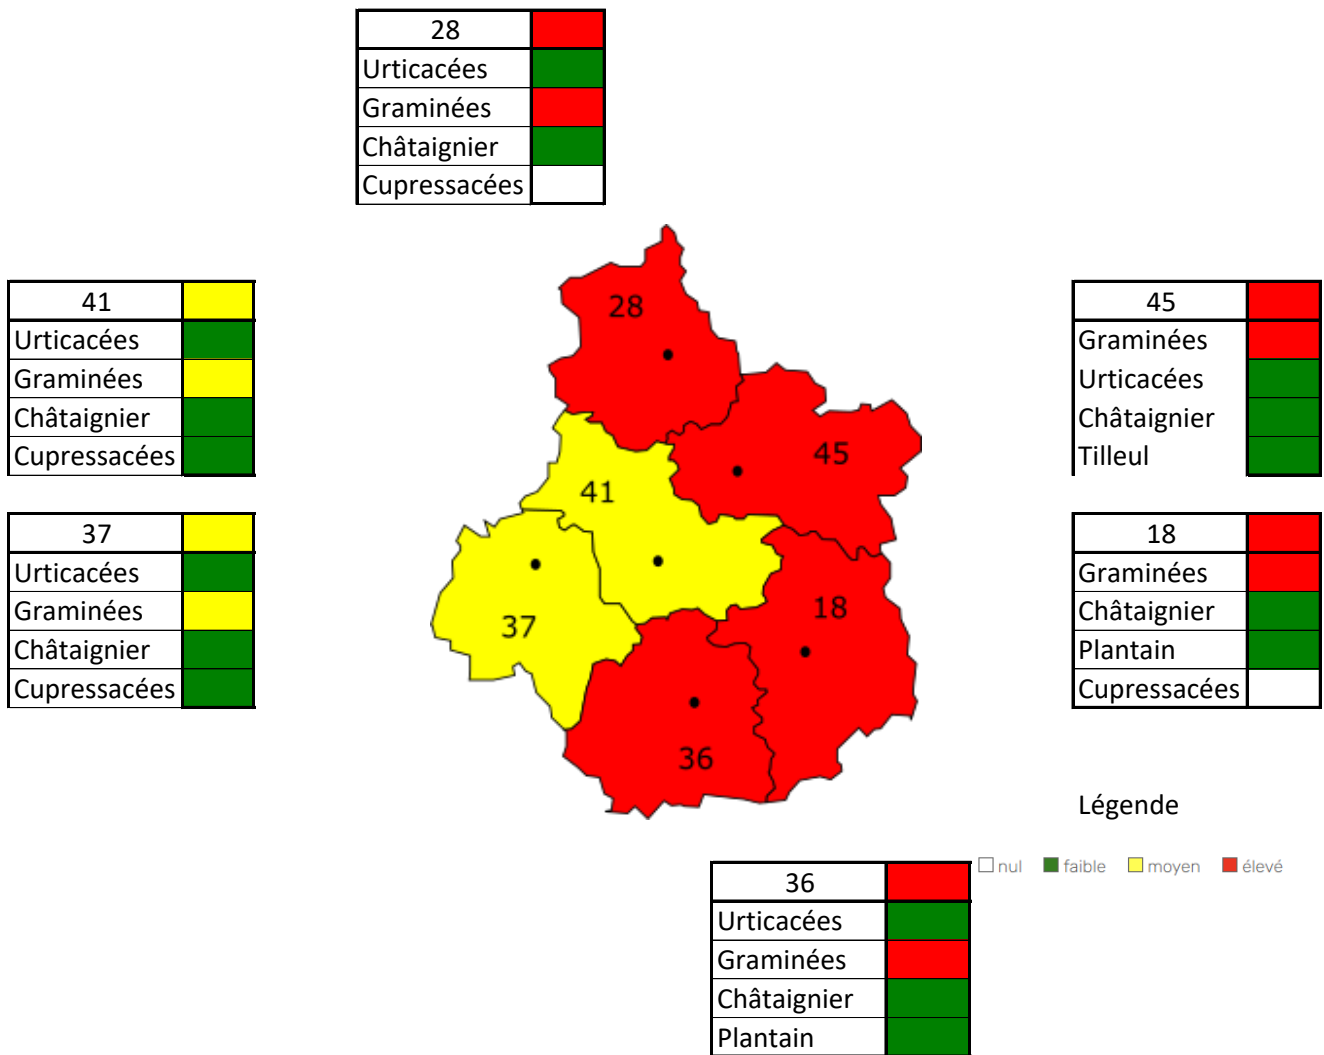 28
Urticacées
Graminées
Châtaignier
Cupressacées
41
Urticacées
Graminées
Châtaignier
Cupressacées
37
Urticacées
Graminées
Châtaignier
Cupressacées
28
45
41
37
18
36
45
Graminées
Urticacées
Châtaignier
Tilleul
18
Graminées
Châtaignier
Plantain
Cupressacées
Légende
nul faible moyen élevé
36
Urticacées
Graminées
Châtaignier
Plantain